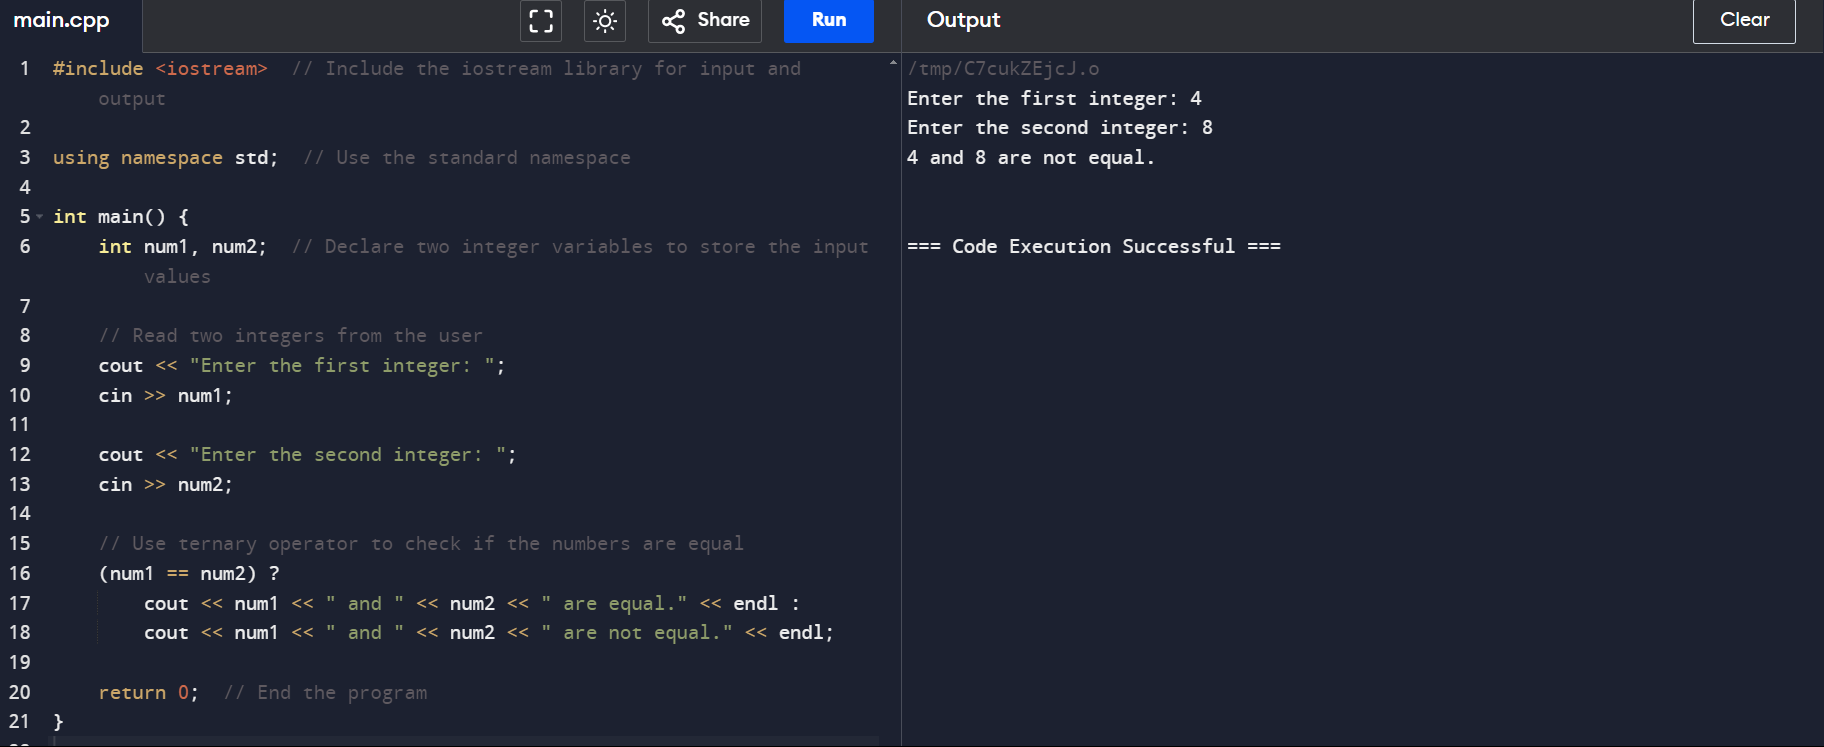 main.cpp
Share
Run
Output
Clear
1 #include <iostream>  // Include the iostream library for input and
output
2
3 using namespace std;  // Use the standard namespace
4
5 int main() {
6     int num1, num2;  // Declare two integer variables to store the input
values
7
8     // Read two integers from the user
9     cout << "Enter the first integer: ";
10     cin >> num1;
11
12     cout << "Enter the second integer: ";
13     cin >> num2;
14
15     // Use ternary operator to check if the numbers are equal
16     (num1 == num2) ?
17         cout << num1 << " and " << num2 << " are equal." << endl :
18         cout << num1 << " and " << num2 << " are not equal." << endl;
19
20     return 0;  // End the program
21 }
/tmp/C7cukZEjcJ.o
Enter the first integer: 4
Enter the second integer: 8
4 and 8 are not equal.
=== Code Execution Successful ===